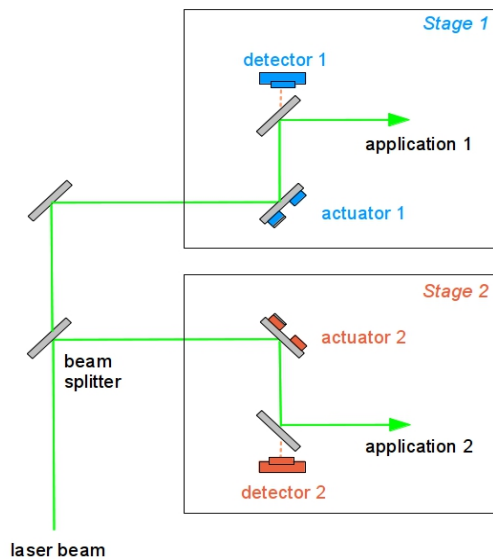 Stage 1
detector 1
application 1
actuator 1
Stage 2
actuator 2
beam
splitter
application 2
detector 2
laser beam